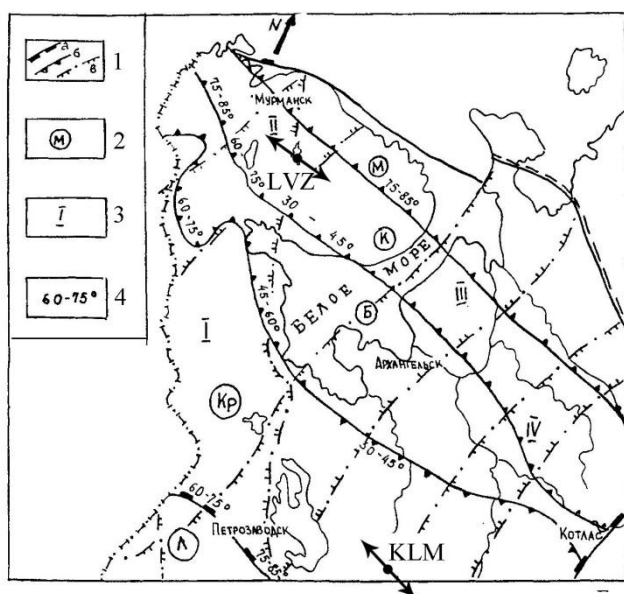 а
б
в
1
М
2
I
3
60-75°
4
N
75-85°
Мурманск
II
60
75°
LVZ
М
75-85°
60-75°
30 - 45°
К
БЕЛОЕ МОРЕ
III
I
45-60°
Б
Архангельск
Кр
IV
30-45°
60-75°
Петрозаводск
Л
75-85°
Котлас
KLM